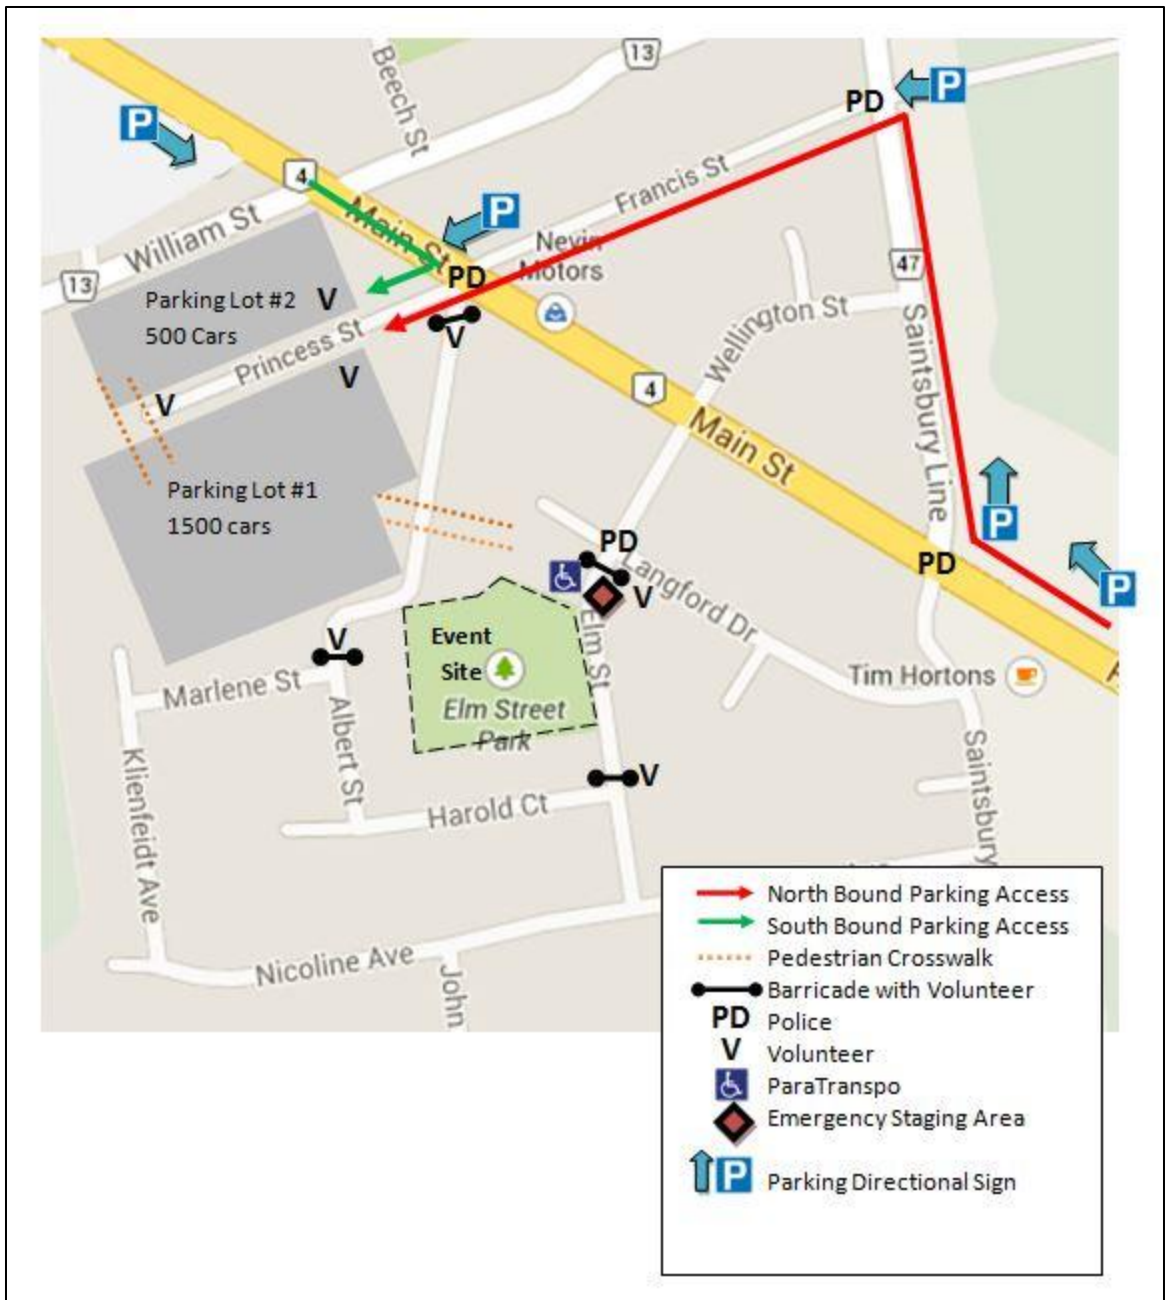 13
Beech St
P
PD
P
4
Main St
Francis St
P
William St
Nevin
Motors
PD
47
13
Parking Lot #2
500 Cars
V
V
Princess St
V
V
Wellington St
Saintsbury Line
4
Main St
Parking Lot #1
1500 cars
P
PD
PD
P
V
Langford Dr
Event
Site
Elm St
V
Marlene St
Tim Hortons
Elm Street
Park
Albert St
Klienfeidt Ave
V
Harold Ct
Saintsbury
Nicoline Ave
John
North Bound Parking Access
South Bound Parking Access
Pedestrian Crosswalk
Barricade with Volunteer
PD Police
V Volunteer
ParaTranspo
Emergency Staging Area
P Parking Directional Sign